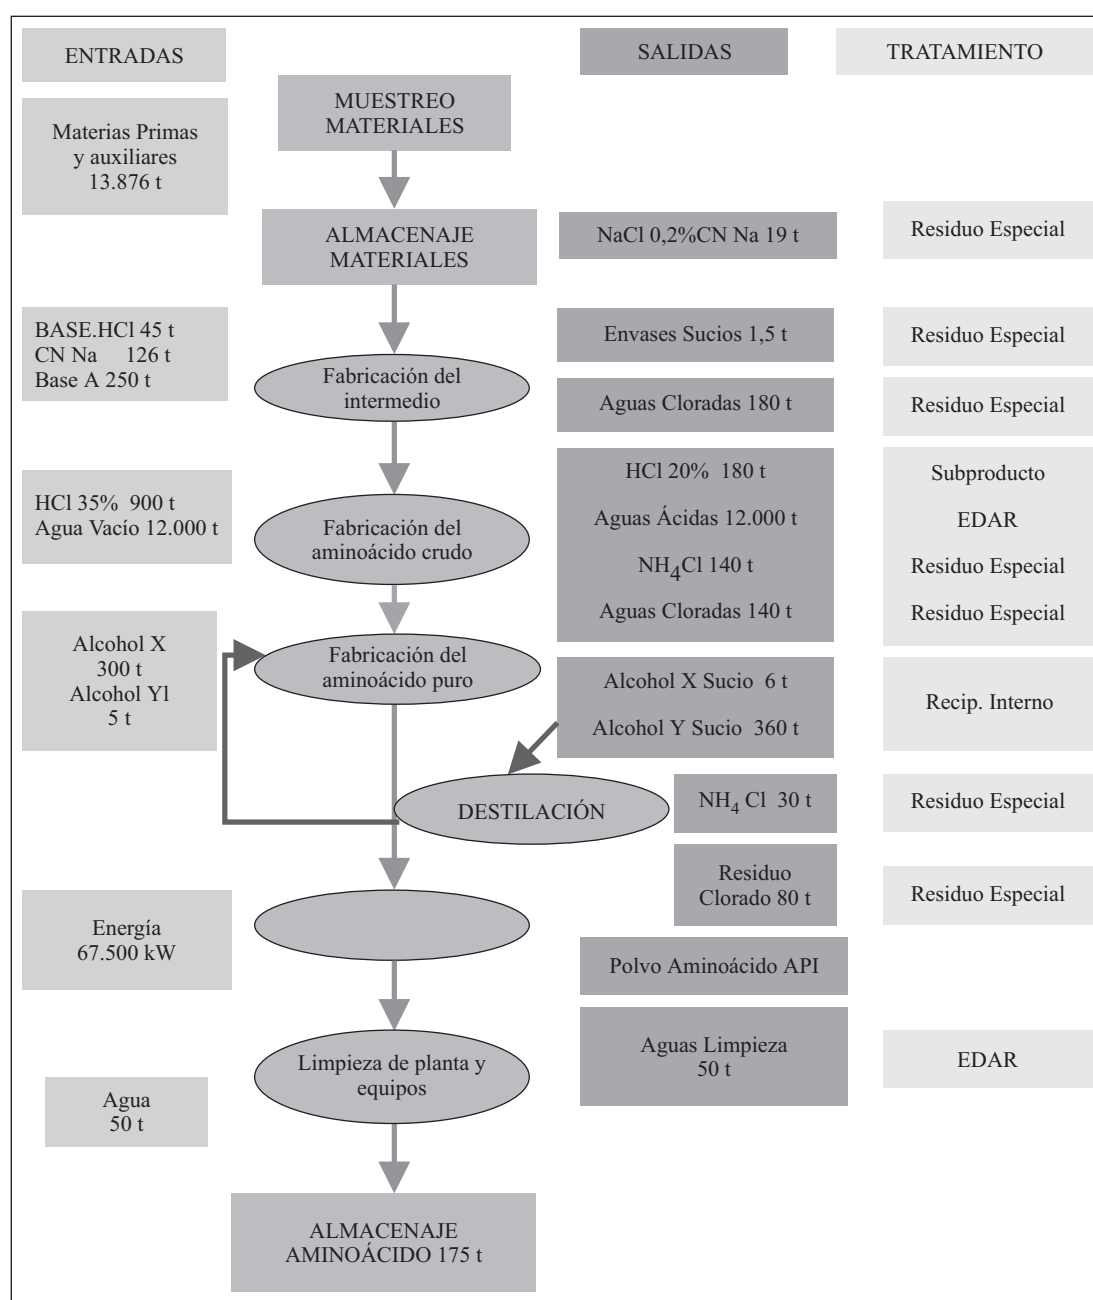 ENTRADAS
SALIDAS
TRATAMIENTO
MUESTREO
MATERIALES
Materias Primas
y auxiliares
13.876 t
ALMACENAJE
MATERIALES
NaCl 0,2%CN Na 19 t
Residuo Especial
BASE.HCl 45 t
CN Na 126 t
Base A 250 t
Envases Sucios 1,5 t
Residuo Especial
Fabricación del
intermedio
Aguas Cloradas 180 t
Residuo Especial
HCl 35% 900 t
Agua Vacío 12.000 t
Fabricación del
aminoácido crudo
HCl 20% 180 t
Aguas Ácidas 12.000 t
NH4Cl 140 t
Aguas Cloradas 140 t
Subproducto
EDAR
Residuo Especial
Residuo Especial
Alcohol X
300 t
Alcohol Yl
5 t
Fabricación del
aminoácido puro
Alcohol X Sucio 6 t
Alcohol Y Sucio 360 t
Recip. Interno
DESTILACIÓN
NH4 Cl 30 t
Residuo Especial
Residuo
Clorado 80 t
Residuo Especial
Energía
67.500 kW
Polvo Aminoácido API
Limpieza de planta y
equipos
Aguas Limpieza
50 t
EDAR
Agua
50 t
ALMACENAJE
AMINOÁCIDO 175 t